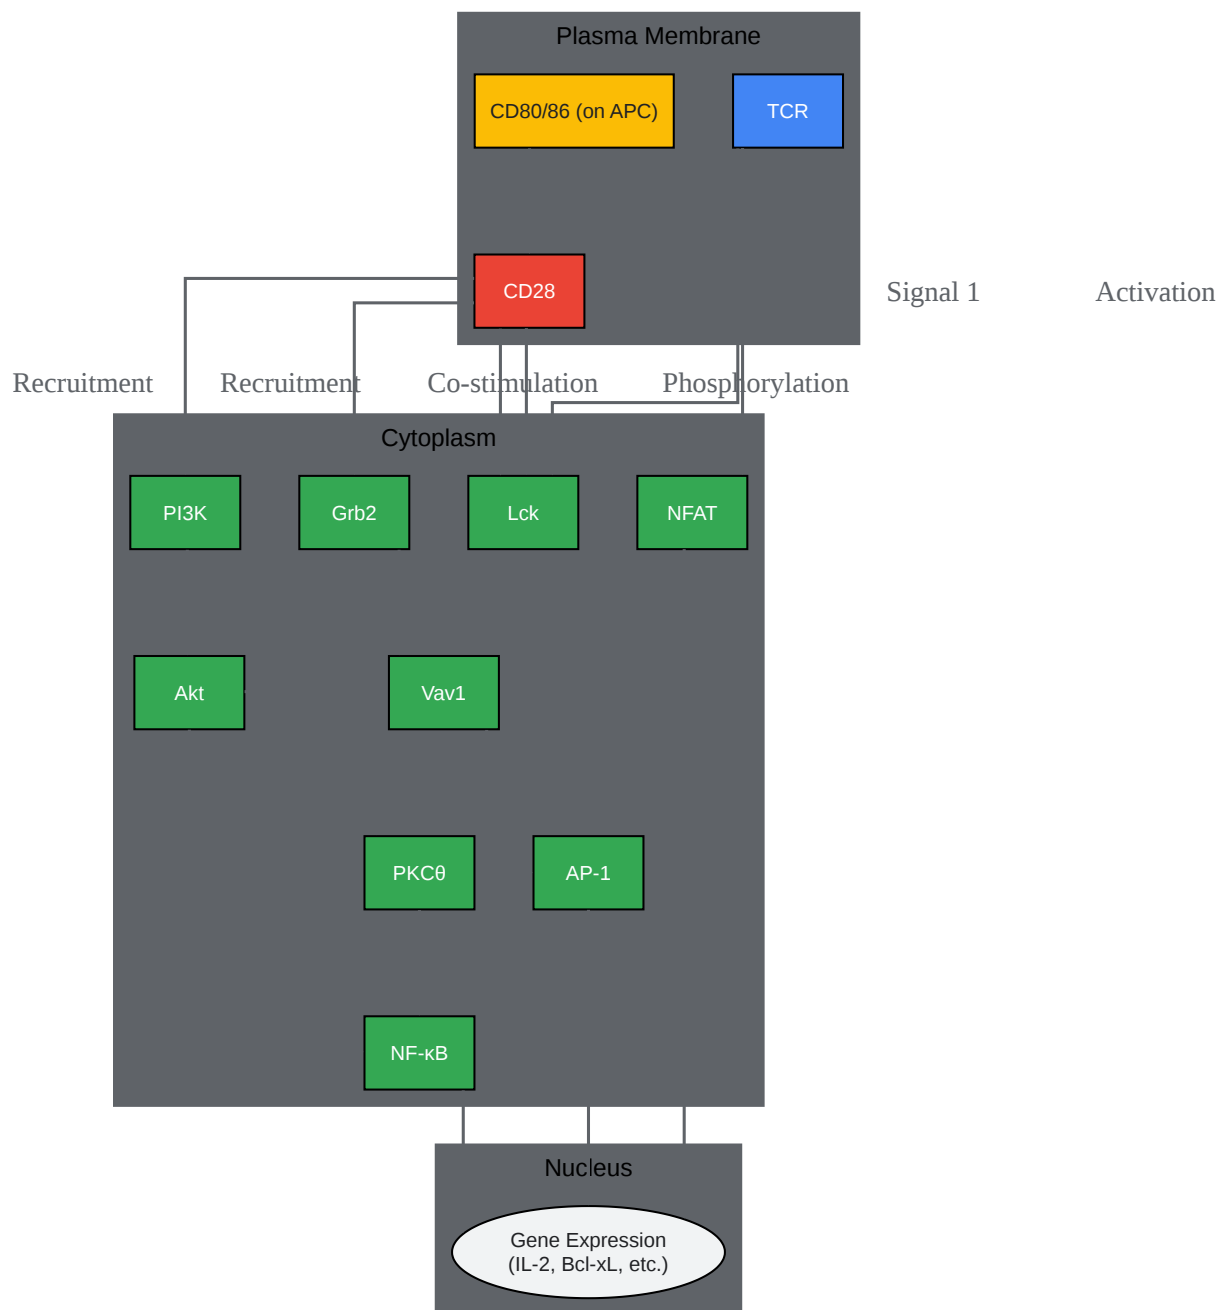 Plasma Membrane
CD80/86 (on APC)
TCR
CD28
Signal 1
Activation
Recruitment
Recruitment
Co-stimulation
Phosphorylation
Cytoplasm
PI3K
Grb2
Lck
NFAT
Akt
Vav1
PKCθ
AP-1
NF-κB
Nucleus
Gene Expression
(IL-2, Bcl-xL, etc.)